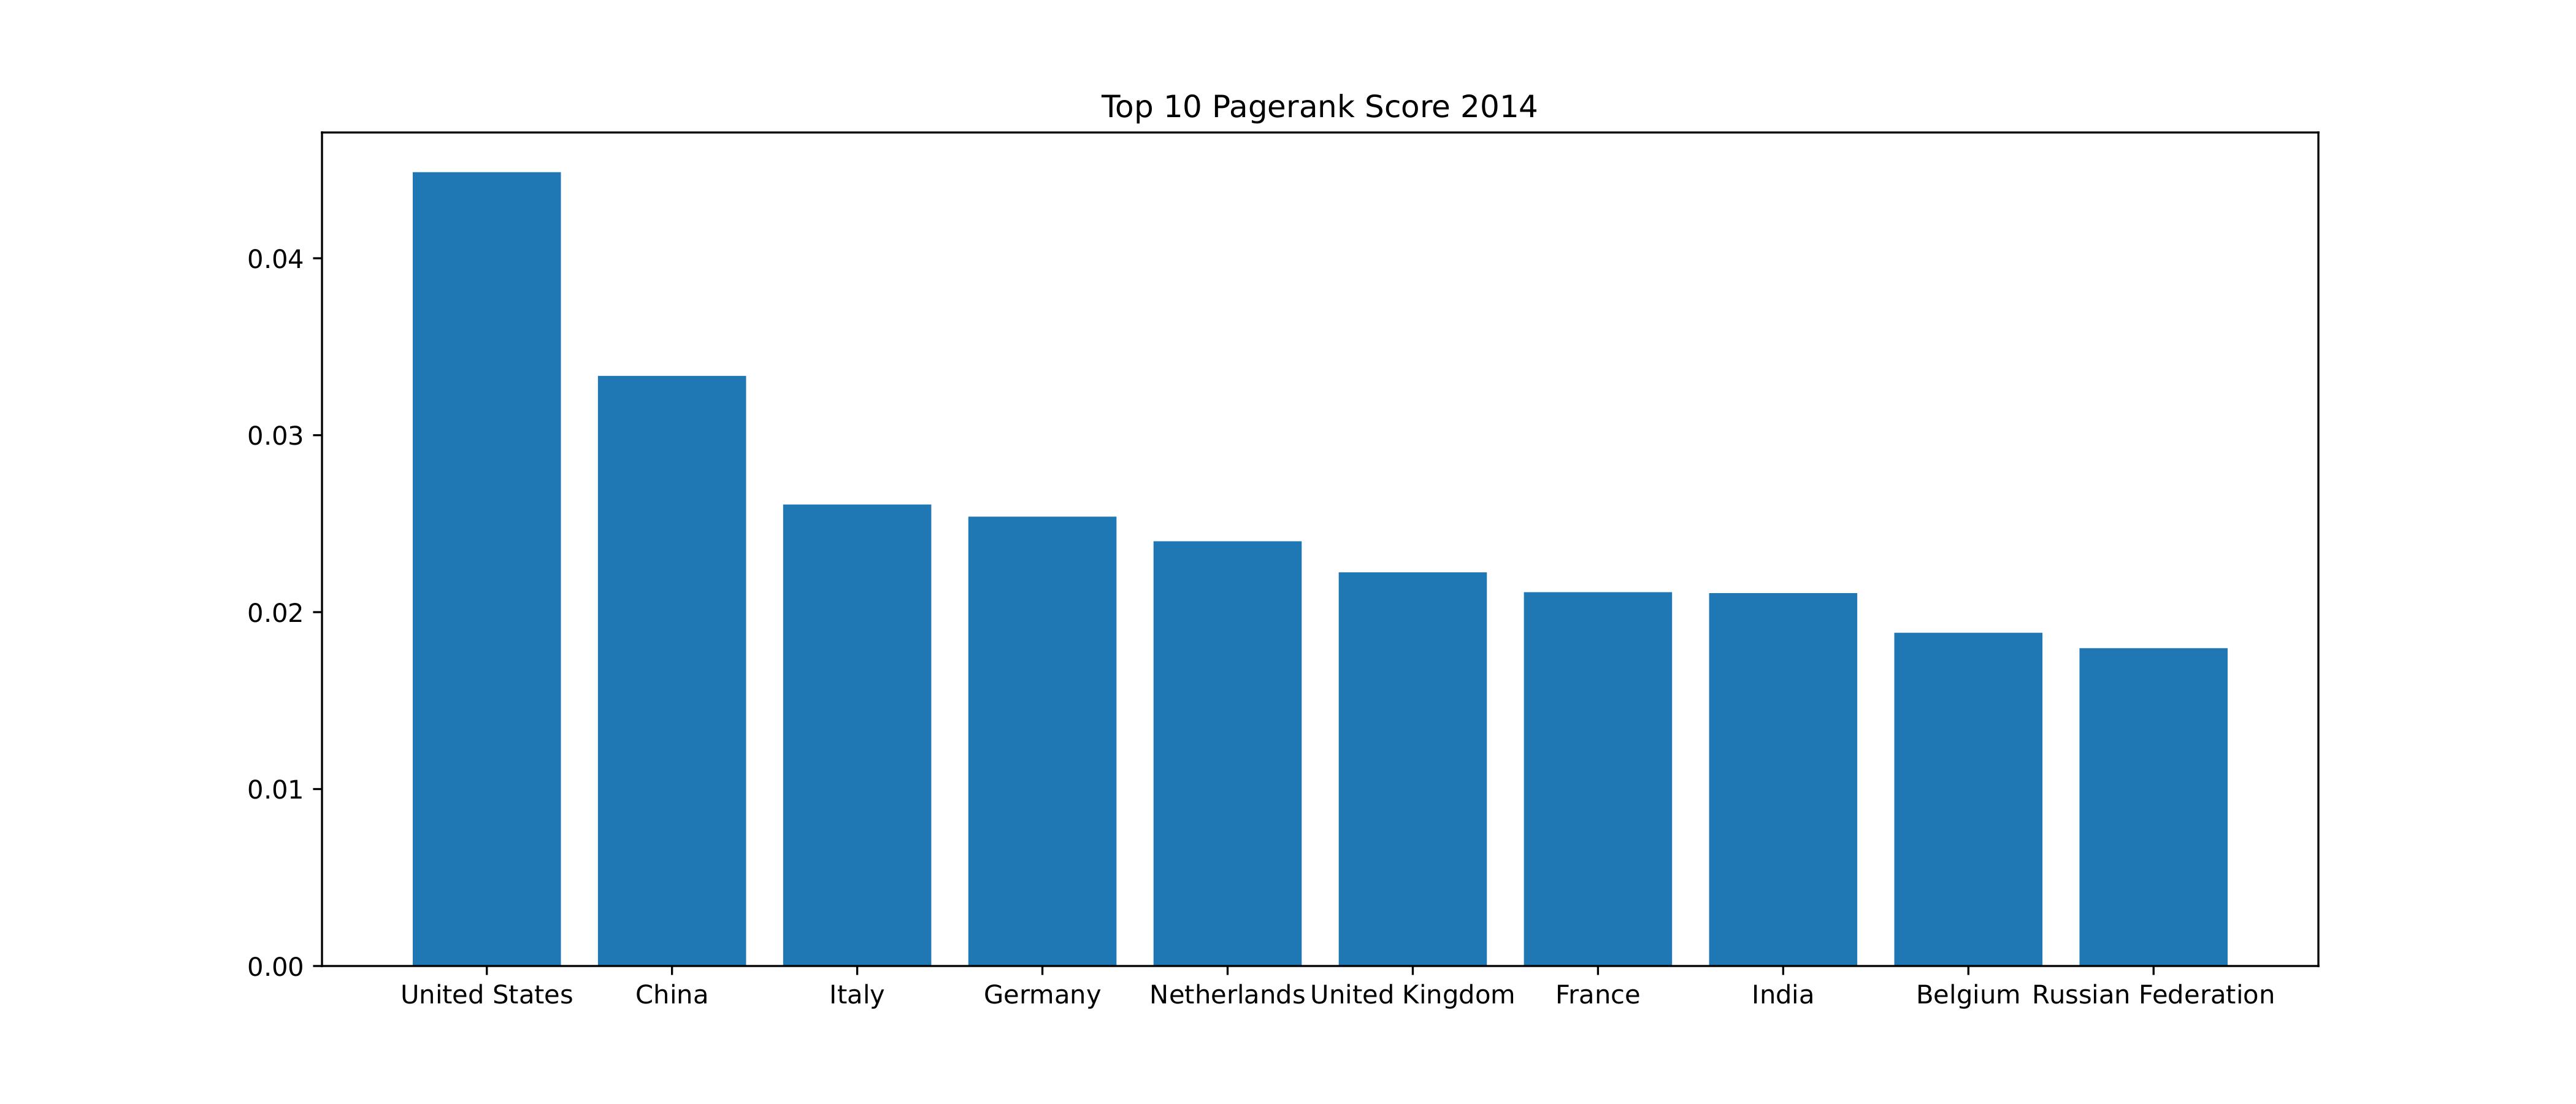 Top 10 Pagerank Score 2014
0.04
0.03
0.02
0.01
0.00
United States China Italy Germany Netherlands United Kingdom France India Belgium Russian Federation